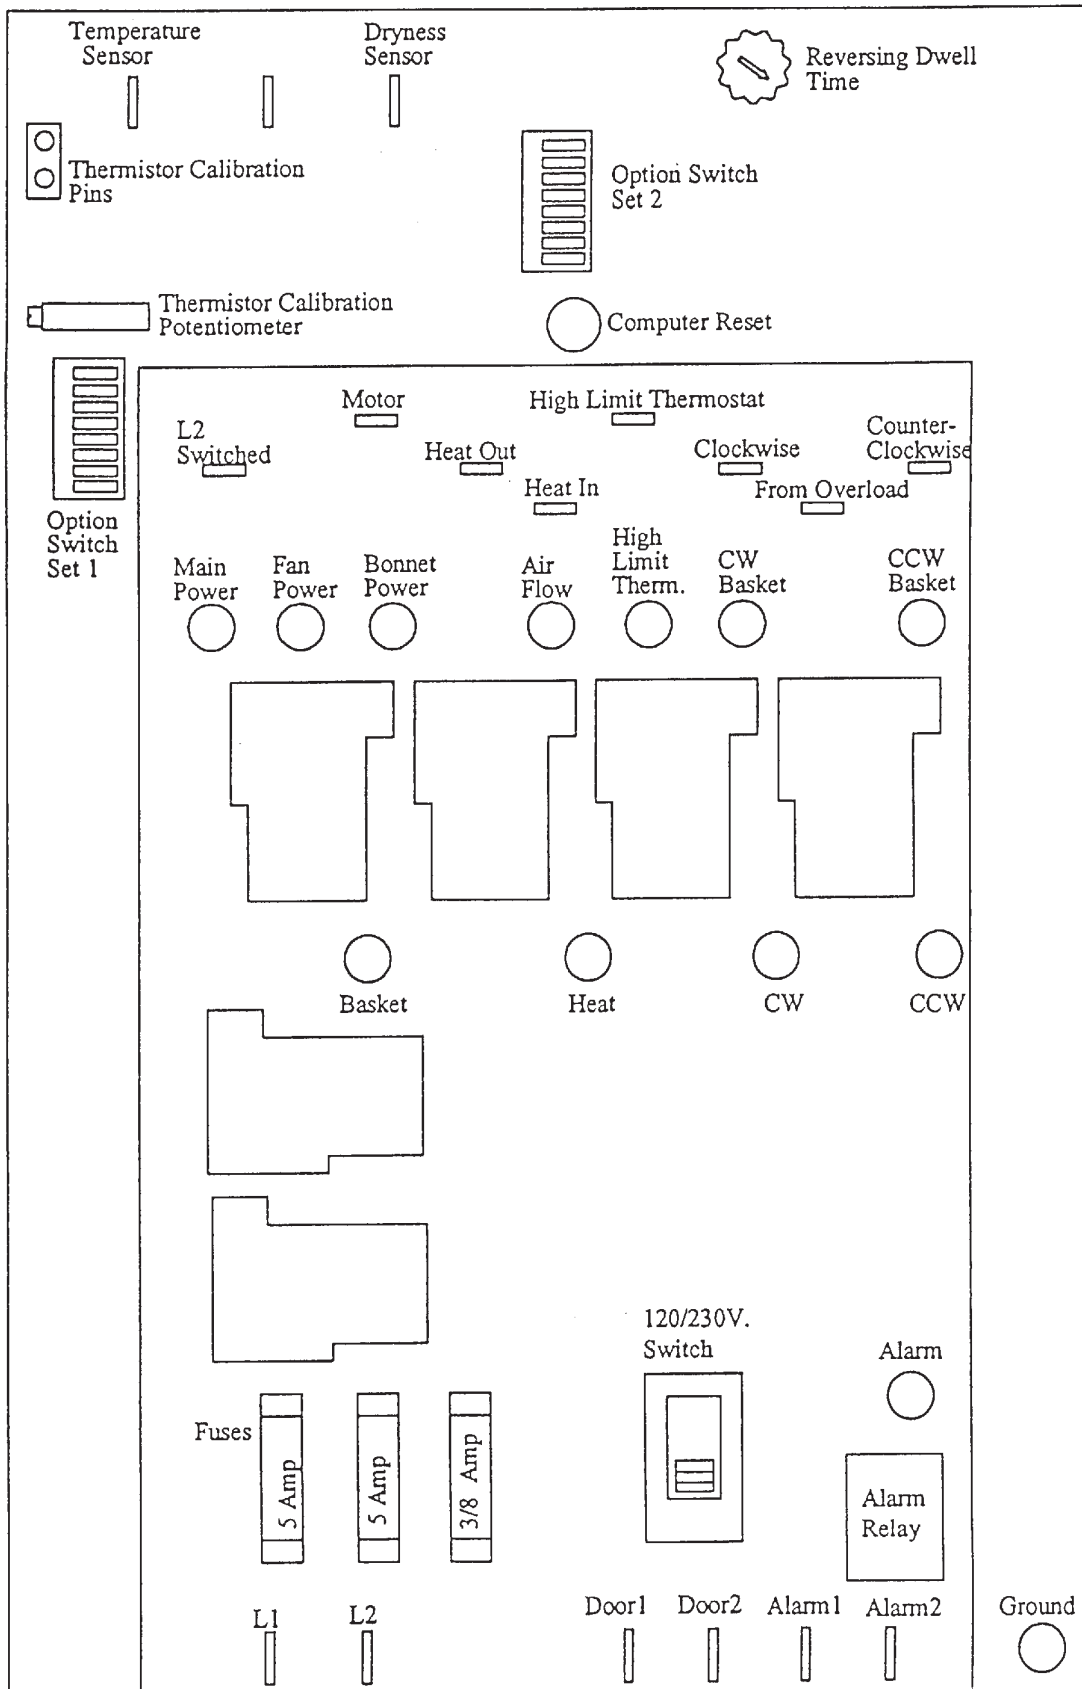 Temperature
Sensor
Dryness
Sensor
Reversing Dwell
Time
Thermistor Calibration
Pins
Option Switch
Set 2
Thermistor Calibration
Potentiometer
Computer Reset
Motor
High Limit Thermostat
L2
Switched
Heat Out
Clockwise
Counter-
Clockwise
Heat In
From Overload
Option
Switch
Set 1
Main
Power
Fan
Power
Bonnet
Power
Air
Flow
High
Limit
Therm.
CW
Basket
CCW
Basket
Basket
Heat
CW
CCW
120/230V.
Switch
Alarm
Fuses
5 Amp
5 Amp
3/8 Amp
Alarm
Relay
L1
L2
Door1
Door2
Alarm1
Alarm2
Ground